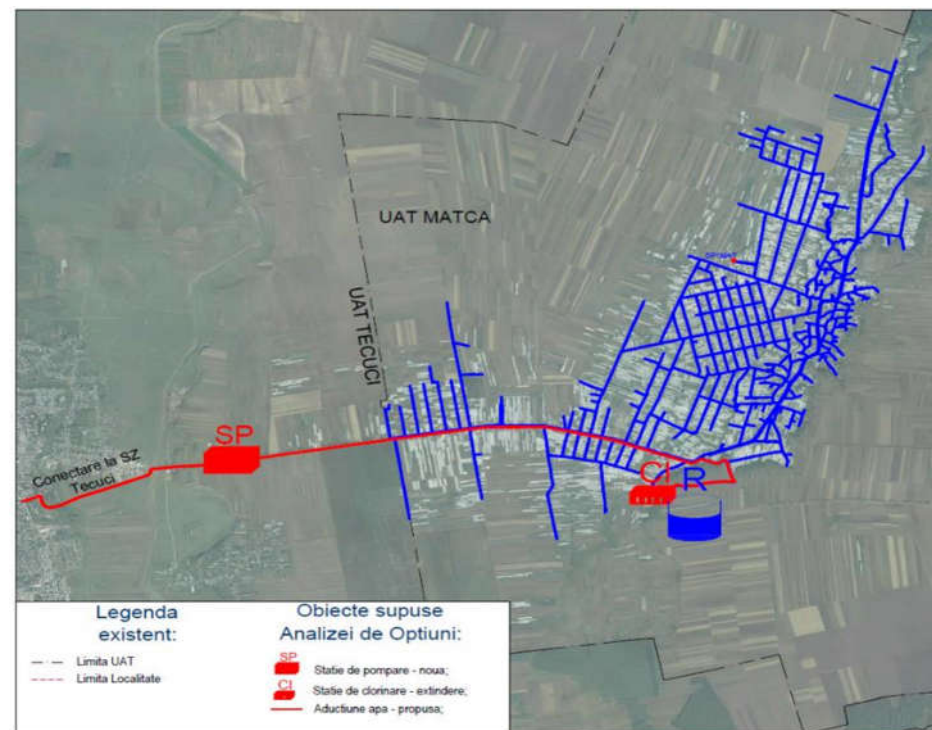 UAT MATCA
UAT TECUCI
SP
Conectare la SZ
Tecuci
Cl
R
Legenda
existent:
Limita UAT
Limita Localitate
Obiecte supuse
Analizei de Optiuni:
SP
Statie de pompare - noua;
Cl
Statie de clorinare - extindere;
Aductiune apa - propusa;